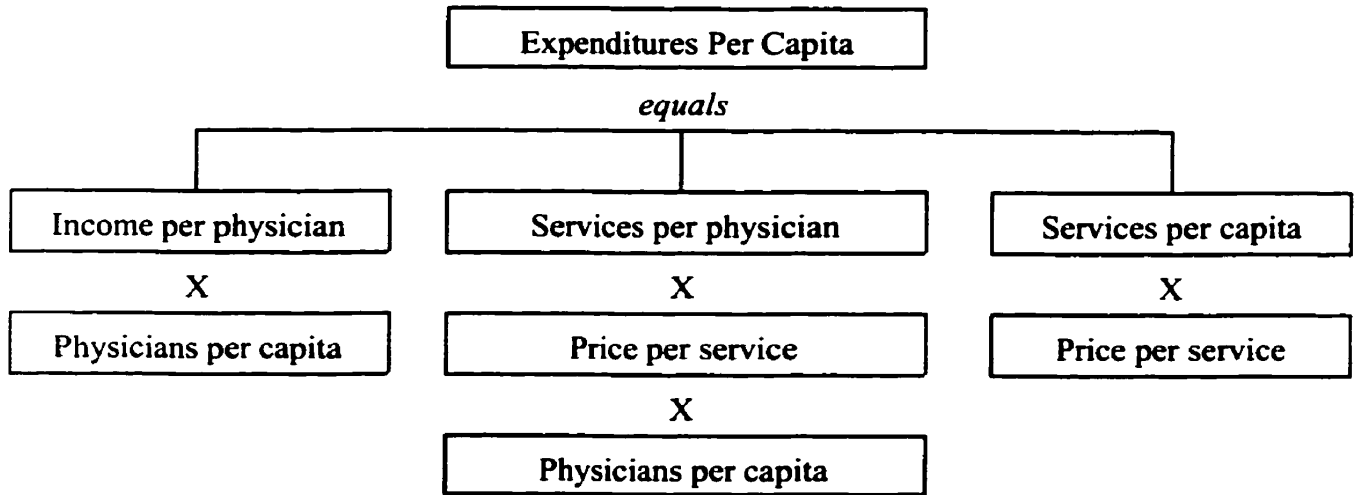 Expenditures Per Capita
equals
Income per physician
X
Physicians per capita
Services per physician
X
Price per service
X
Physicians per capita
Services per capita
X
Price per service